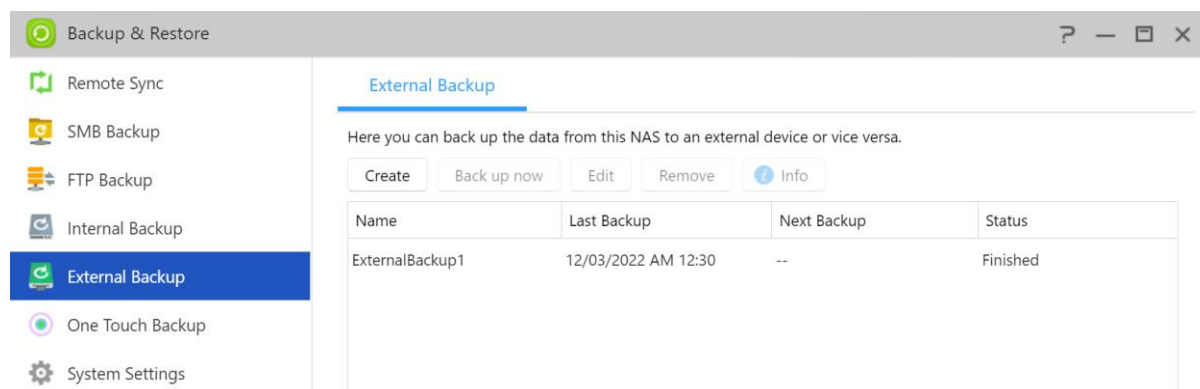 Backup & Restore
Remote Sync
SMB Backup
FTP Backup
Internal Backup
External Backup
One Touch Backup
System Settings
External Backup
Here you can back up the data from this NAS to an external device or vice versa.
Create Back up now Edit Remove i Info
Name Last Backup Next Backup Status
ExternalBackup1 12/03/2022 AM 12:30 -- Finished